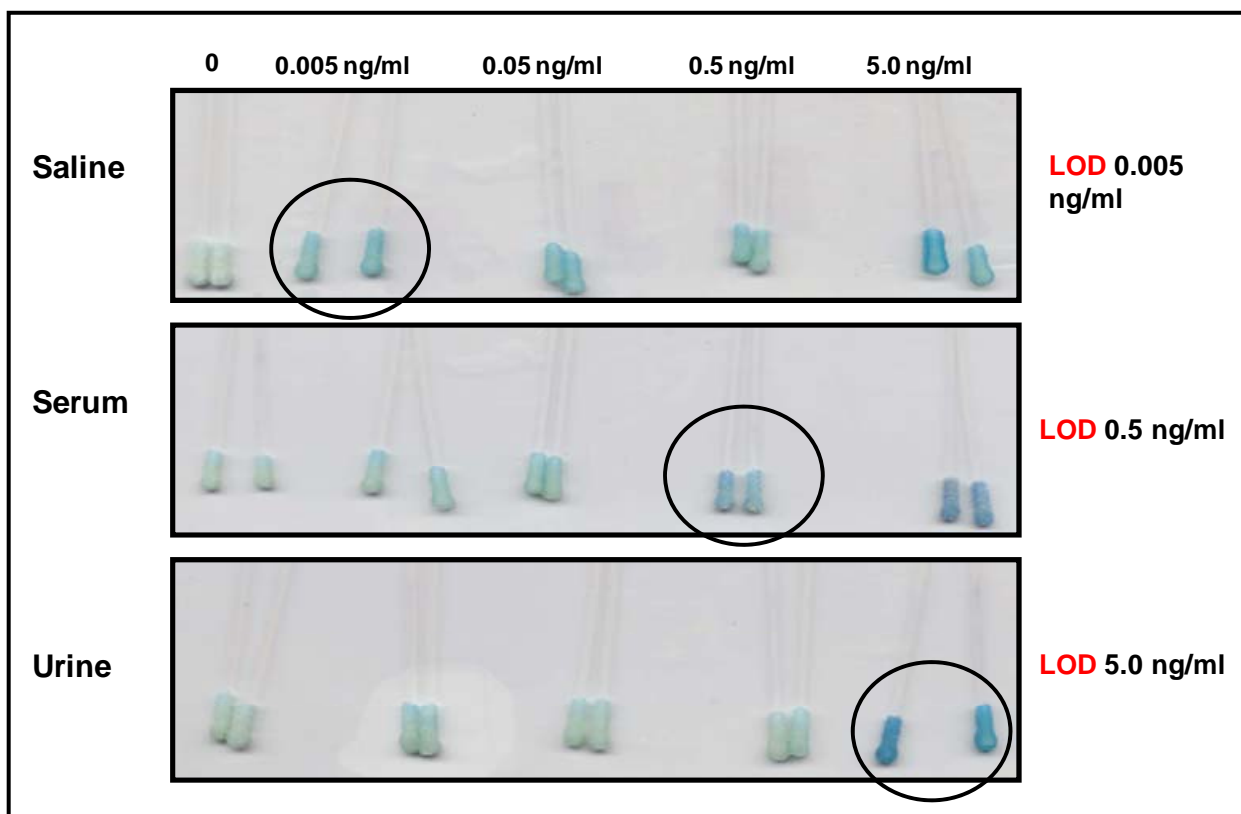 0 0.005 ng/ml 0.05 ng/ml 0.5 ng/ml 5.0 ng/ml
Saline
LOD 0.005
ng/ml
Serum
LOD 0.5 ng/ml
Urine
LOD 5.0 ng/ml